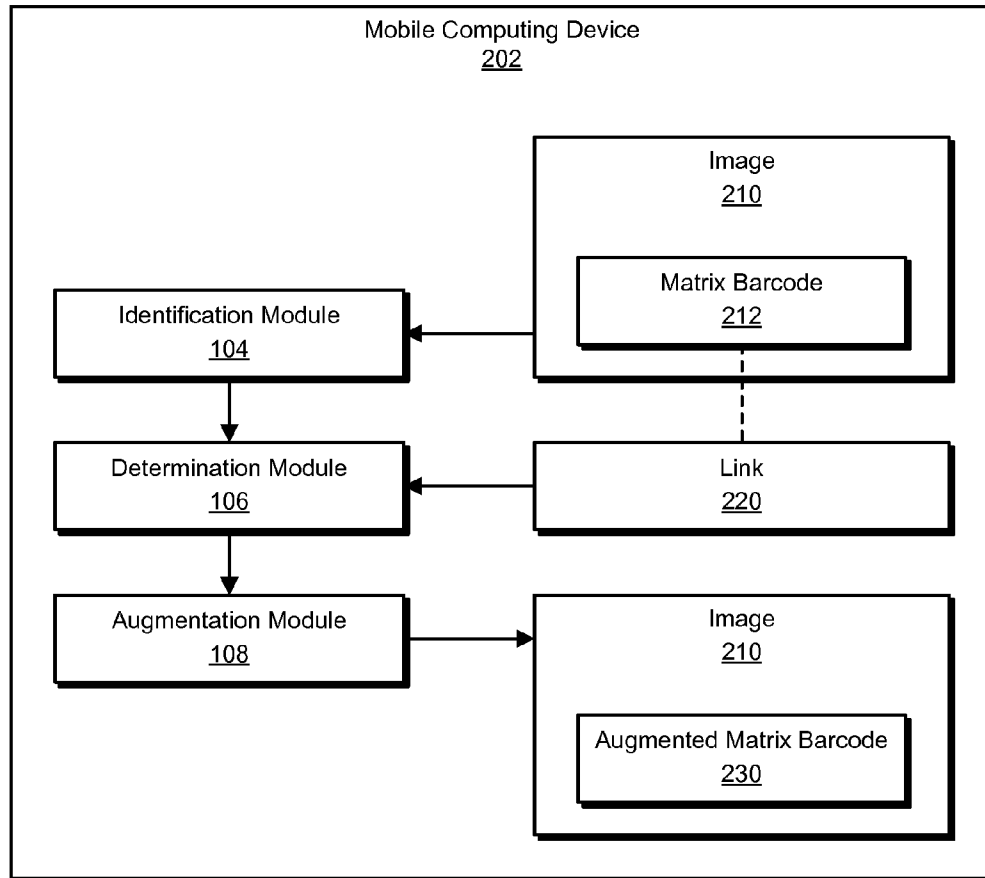 Mobile Computing Device
202
Image
210
Matrix Barcode
212
Identification Module
104
Determination Module
106
Link
220
Augmentation Module
108
Image
210
Augmented Matrix Barcode
230